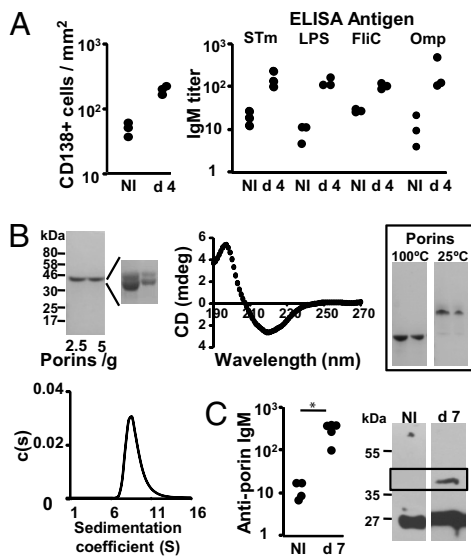 A
ELISA Antigen
STm LPS FliC Omp
CD138+ cells / mm²
10³
10²
10
NI d 4
IgM titer
10³
10²
10
1
NI d 4 NI d 4 NI d 4 NI d 4
B
kDa
80
58
46
30
25
17
2.5 5
Porins /g
CD (mdeg)
6
4
2
0
-2
-4
190 210 230 250 270
Wavelength (nm)
Porins
100ºC 25ºC
c(s)
0.04
0.02
0
1 6 11 16
Sedimentation
coefficient (S)
C
Anti-porin IgM
10³
10²
10
1
*
NI d 7
kDa NI d 7
55
35
27